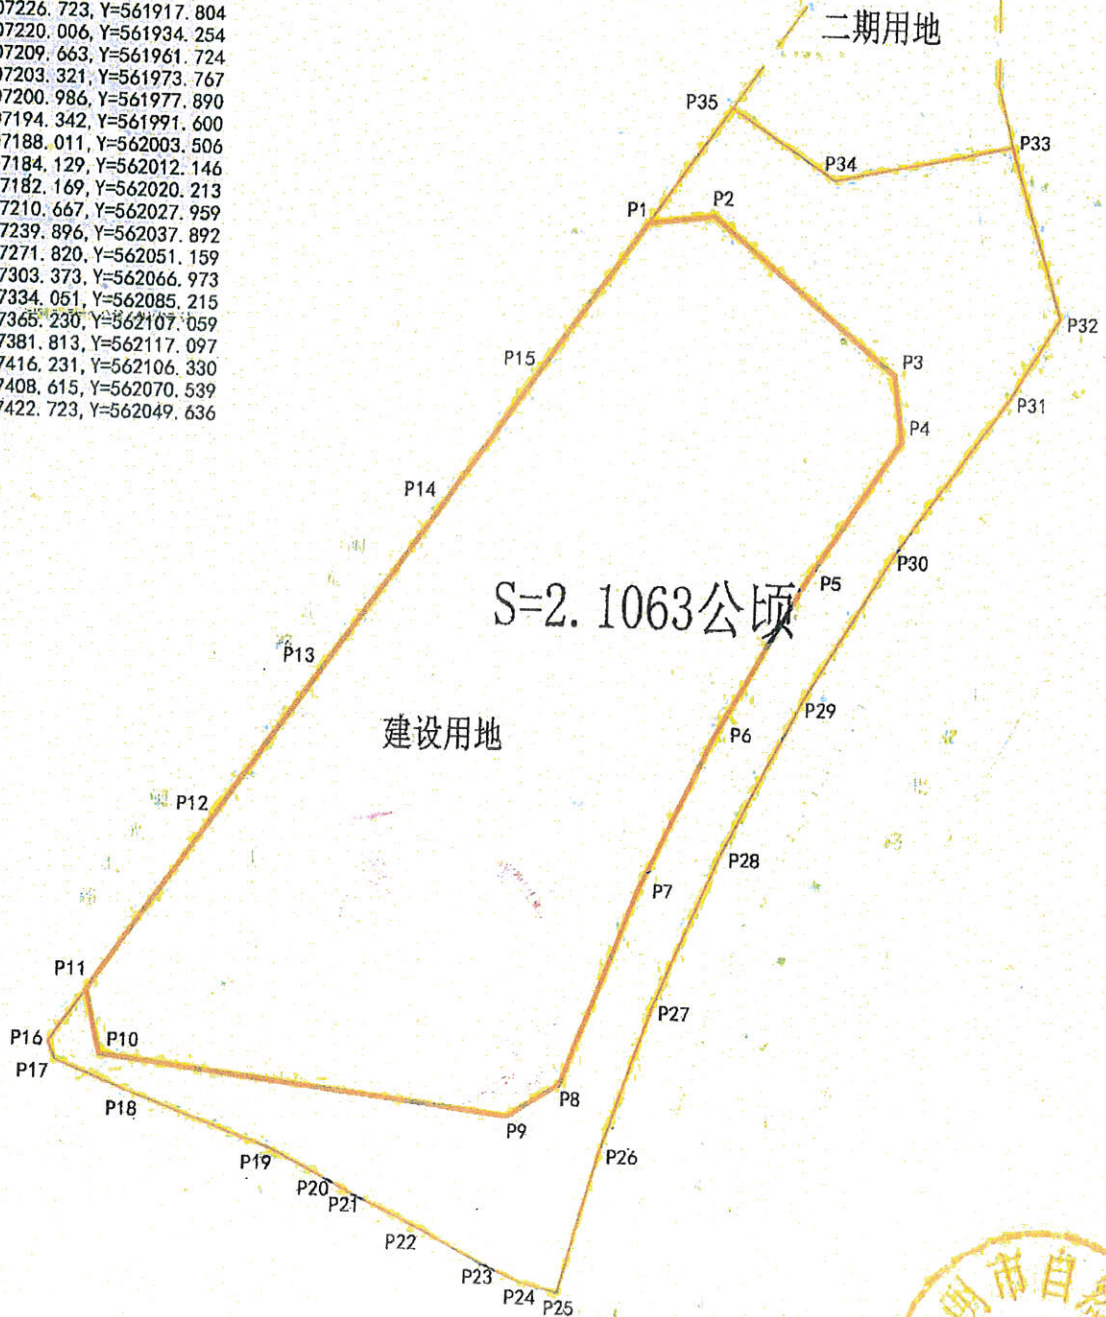 07226.723, Y=561917.804
07220.006, Y=561934.254
07209.663, Y=561961.724
07203.321, Y=561973.767
07200.986, Y=561977.890
07194.342, Y=561991.600
07188.011, Y=562003.506
7184.129, Y=562012.146
7182.169, Y=562020.213
7210.667, Y=562027.959
7239.896, Y=562037.892
7271.820, Y=562051.159
7303.373, Y=562066.973
7334.051, Y=562085.215
7365.230, Y=562107.059
7381.813, Y=562117.097
7416.231, Y=562106.330
7408.615, Y=562070.539
7422.723, Y=562049.636
二期用地
P35
P33
P34
P1
P2
P32
P15
P3
P31
P4
P14
P30
P5
S=2.1063公顷
P13
P29
P6
建设用地
P12
P28
P7
P11
P27
P16
P10
P17
P8
P18
P9
P26
P19
P20
P21
P22
P23
P24
P25
市自